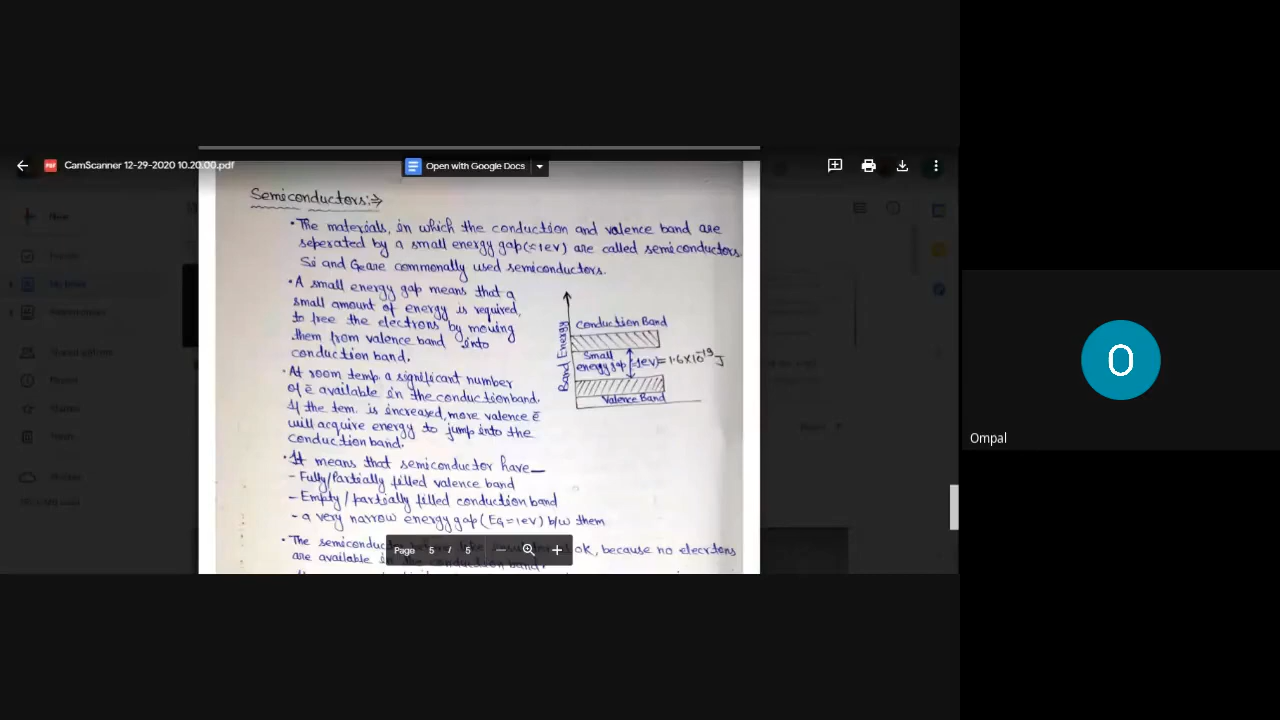 CamScanner 12-29-2020 10.20.00.pdf
Open with Google Docs
Semiconductors:⇒
• The materials, in which the conduction and valence band are
seperated by a small energy gap(≈1eV) are called semiconductors.
Si and Ge are commonally used semiconductors.
• A small energy gap means that a
small amount of energy is required,
to free the electrons by moving
them from valence band into
conduction band.
• At room temp. a significant number
of ē available in the conduction band.
If the tem. is increased, more valence ē
will acquire energy to jump into the
conduction band.
Band Energy
Conduction Band
Small
energy gap (≈1eV) = 1.6×10⁻¹⁹ J
Valence Band
• It means that semiconductor have—
– Fully/Partially filled valence band
– Empty / partially filled conduction band
– a very narrow energy gap (EG = 1eV) b/w them
• The semiconductor ok, because no elecrtons
are available in the conduction band.
Page 5 / 5
O
Ompal